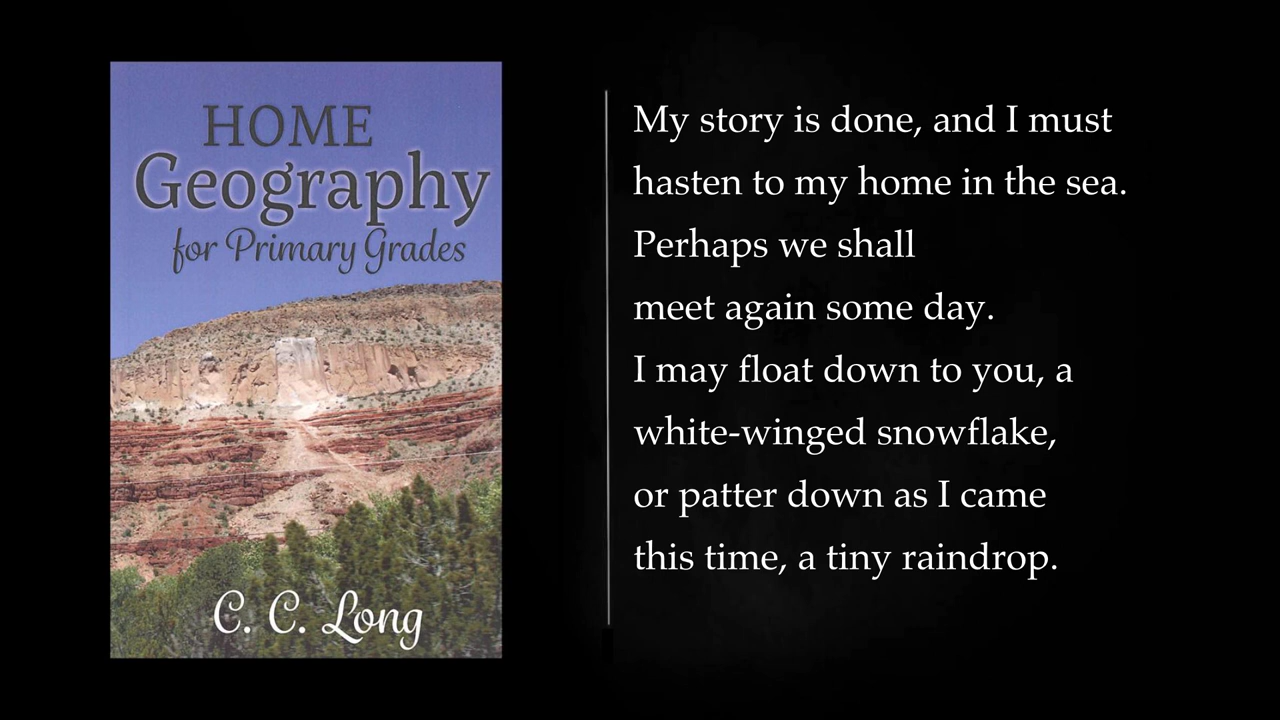 HOME
Geography
for Primary Grades
C. C. Long
My story is done, and I must
hasten to my home in the sea.
Perhaps we shall
meet again some day.
I may float down to you, a
white-winged snowflake,
or patter down as I came
this time, a tiny raindrop.